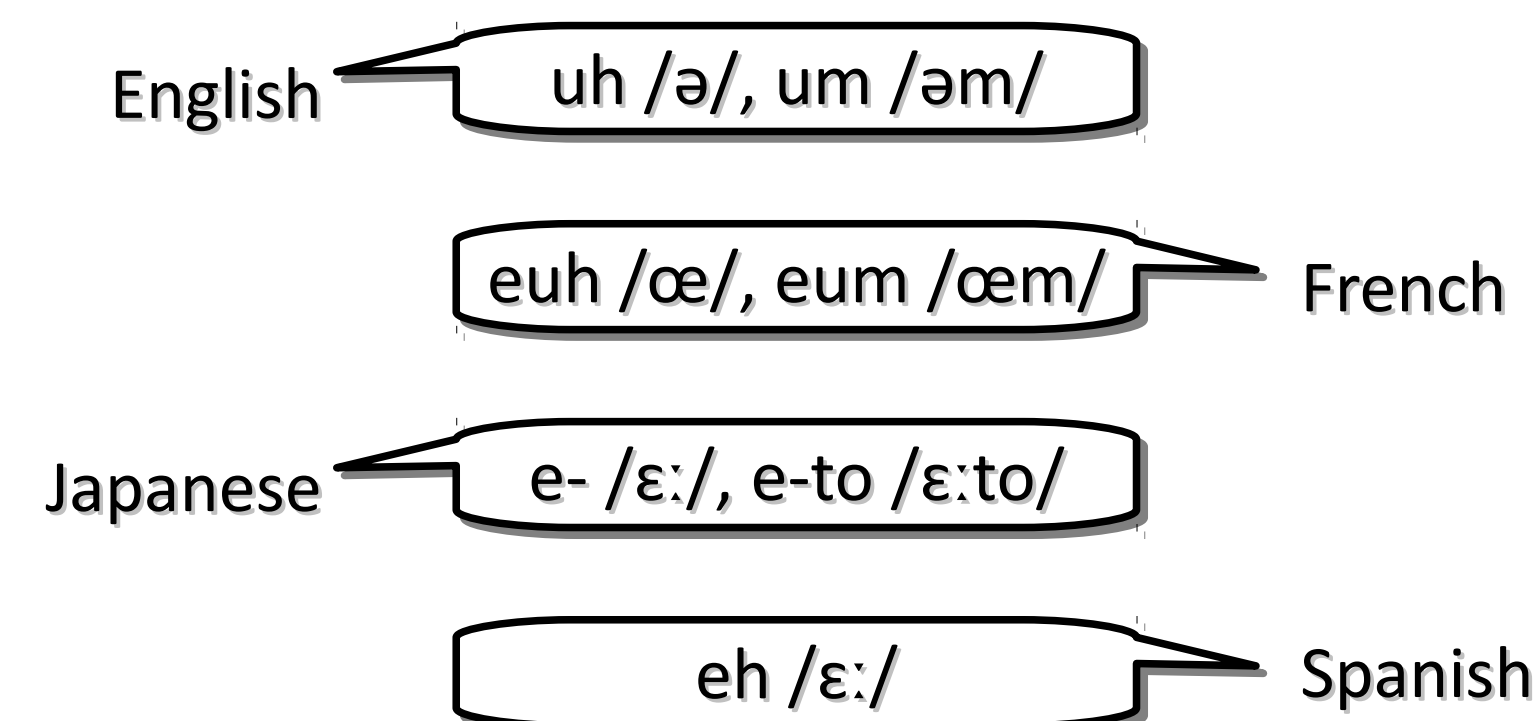 English
uh /ə/, um /əm/
euh /œ/, eum /œm/
French
Japanese
e- /ɛː/, e-to /ɛːto/
eh /ɛː/
Spanish